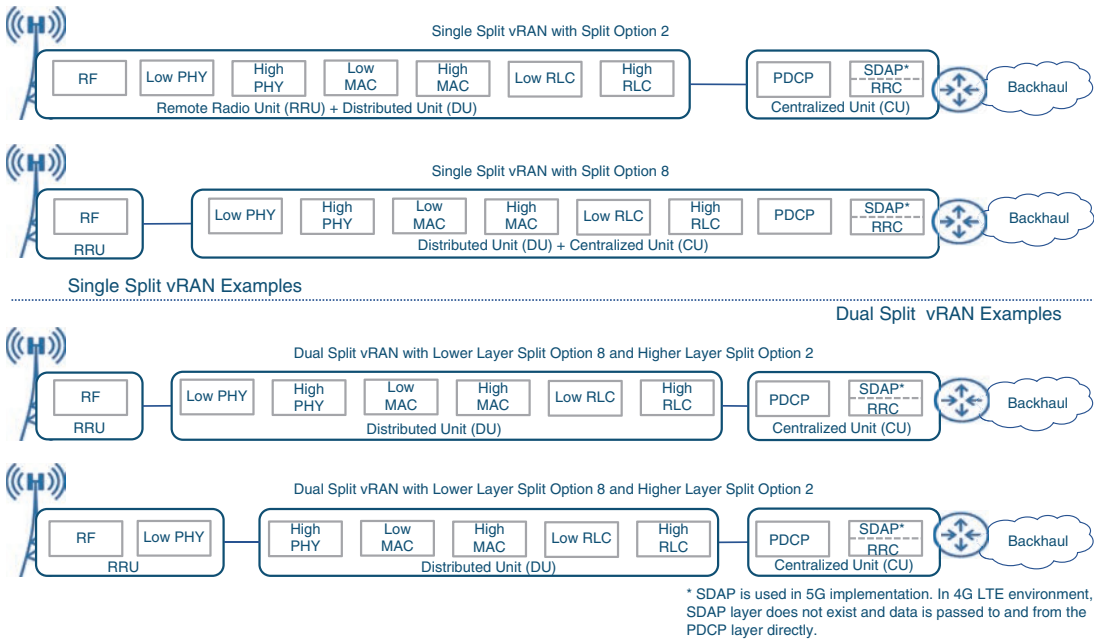 Single Split vRAN with Split Option 2
RF
Low PHY
High
PHY
Low
MAC
High
MAC
Low RLC
High
RLC
Remote Radio Unit (RRU) + Distributed Unit (DU)
PDCP
SDAP*
RRC
Centralized Unit (CU)
Backhaul
Single Split vRAN with Split Option 8
RF
RRU
Low PHY
High
PHY
Low
MAC
High
MAC
Low RLC
High
RLC
PDCP
SDAP*
RRC
Distributed Unit (DU) + Centralized Unit (CU)
Backhaul
Single Split vRAN Examples
Dual Split vRAN Examples
Dual Split vRAN with Lower Layer Split Option 8 and Higher Layer Split Option 2
RF
RRU
Low PHY
High
PHY
Low
MAC
High
MAC
Low RLC
High
RLC
Distributed Unit (DU)
PDCP
SDAP*
RRC
Centralized Unit (CU)
Backhaul
Dual Split vRAN with Lower Layer Split Option 8 and Higher Layer Split Option 2
RF
Low PHY
RRU
High
PHY
Low
MAC
High
MAC
Low RLC
High
RLC
Distributed Unit (DU)
PDCP
SDAP*
RRC
Centralized Unit (CU)
Backhaul
* SDAP is used in 5G implementation. In 4G LTE environment,
SDAP layer does not exist and data is passed to and from the
PDCP layer directly.